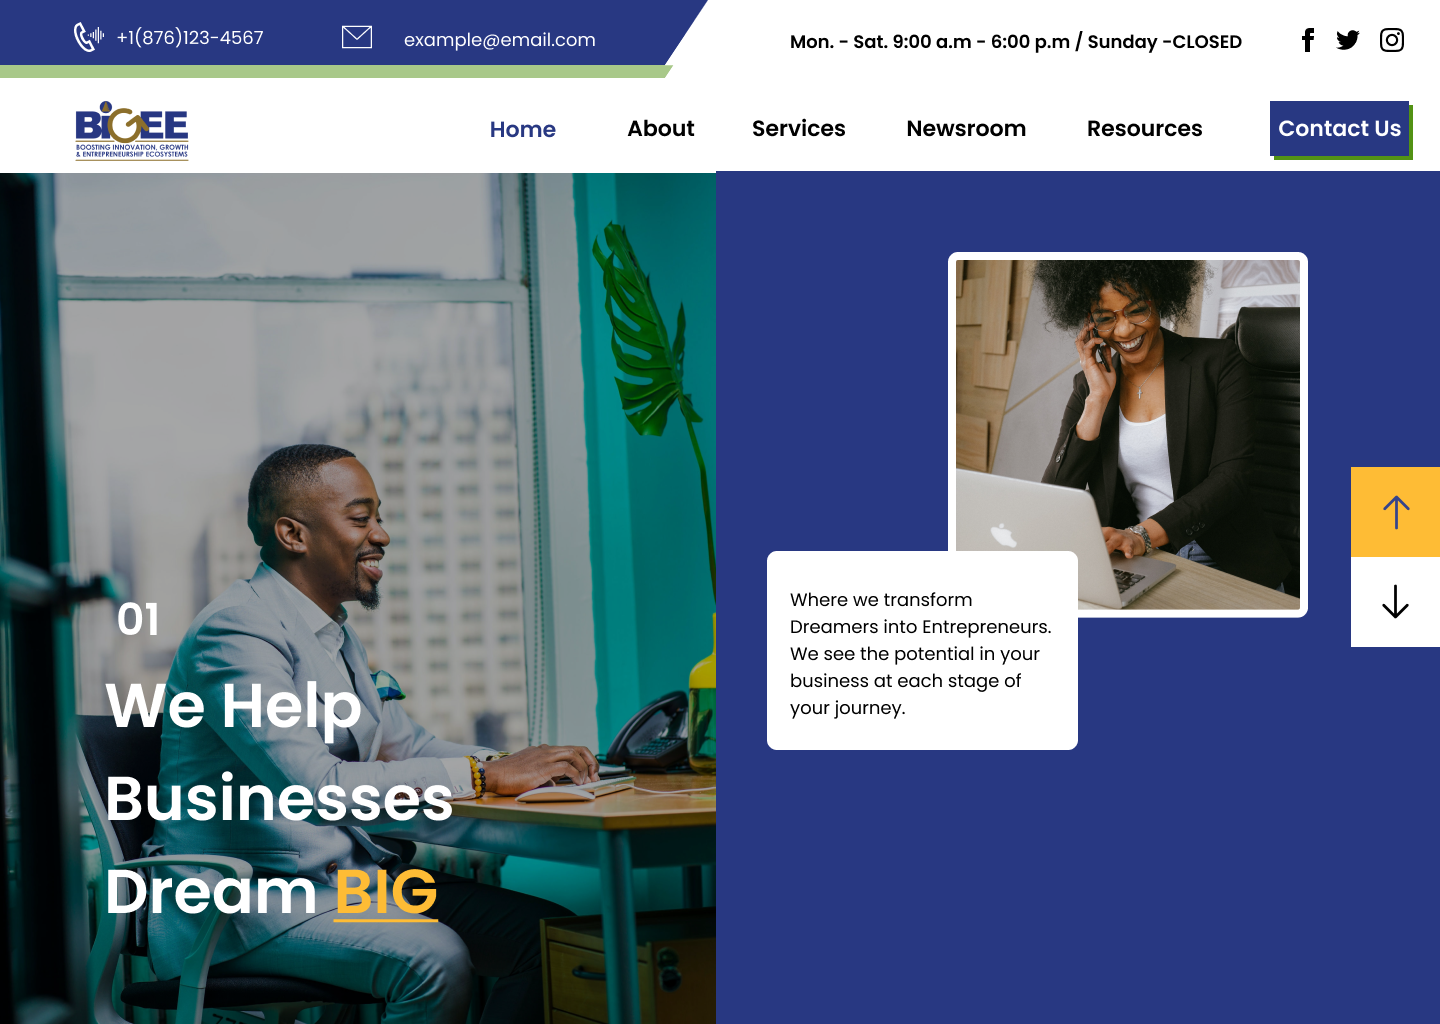 +1(876)123-4567
example@email.com
Mon. - Sat. 9:00 a.m - 6:00 p.m / Sunday -CLOSED
BiGEE
BOOSTING INNOVATION, GROWTH
& ENTREPRENEURSHIP ECOSYSTEMS
Home
About
Services
Newsroom
Resources
Contact Us
01
We Help
Businesses
Dream BIG
Where we transform
Dreamers into Entrepreneurs.
We see the potential in your
business at each stage of
your journey.